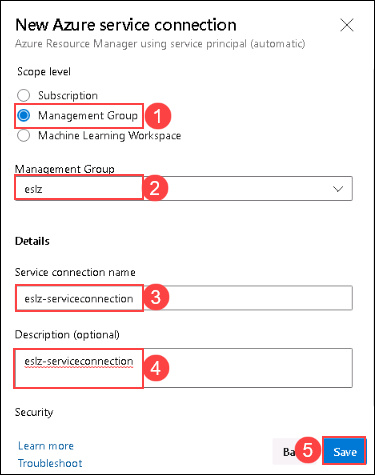 New Azure service connection
Azure Resource Manager using service principal (automatic)
Scope level
Subscription
Management Group
1
Machine Learning Workspace
Management Group
eslz
2
Details
Service connection name
eslz-serviceconnection
3
Description (optional)
eslz-serviceconnection
4
Security
Learn more
Troubleshoot
5
Save